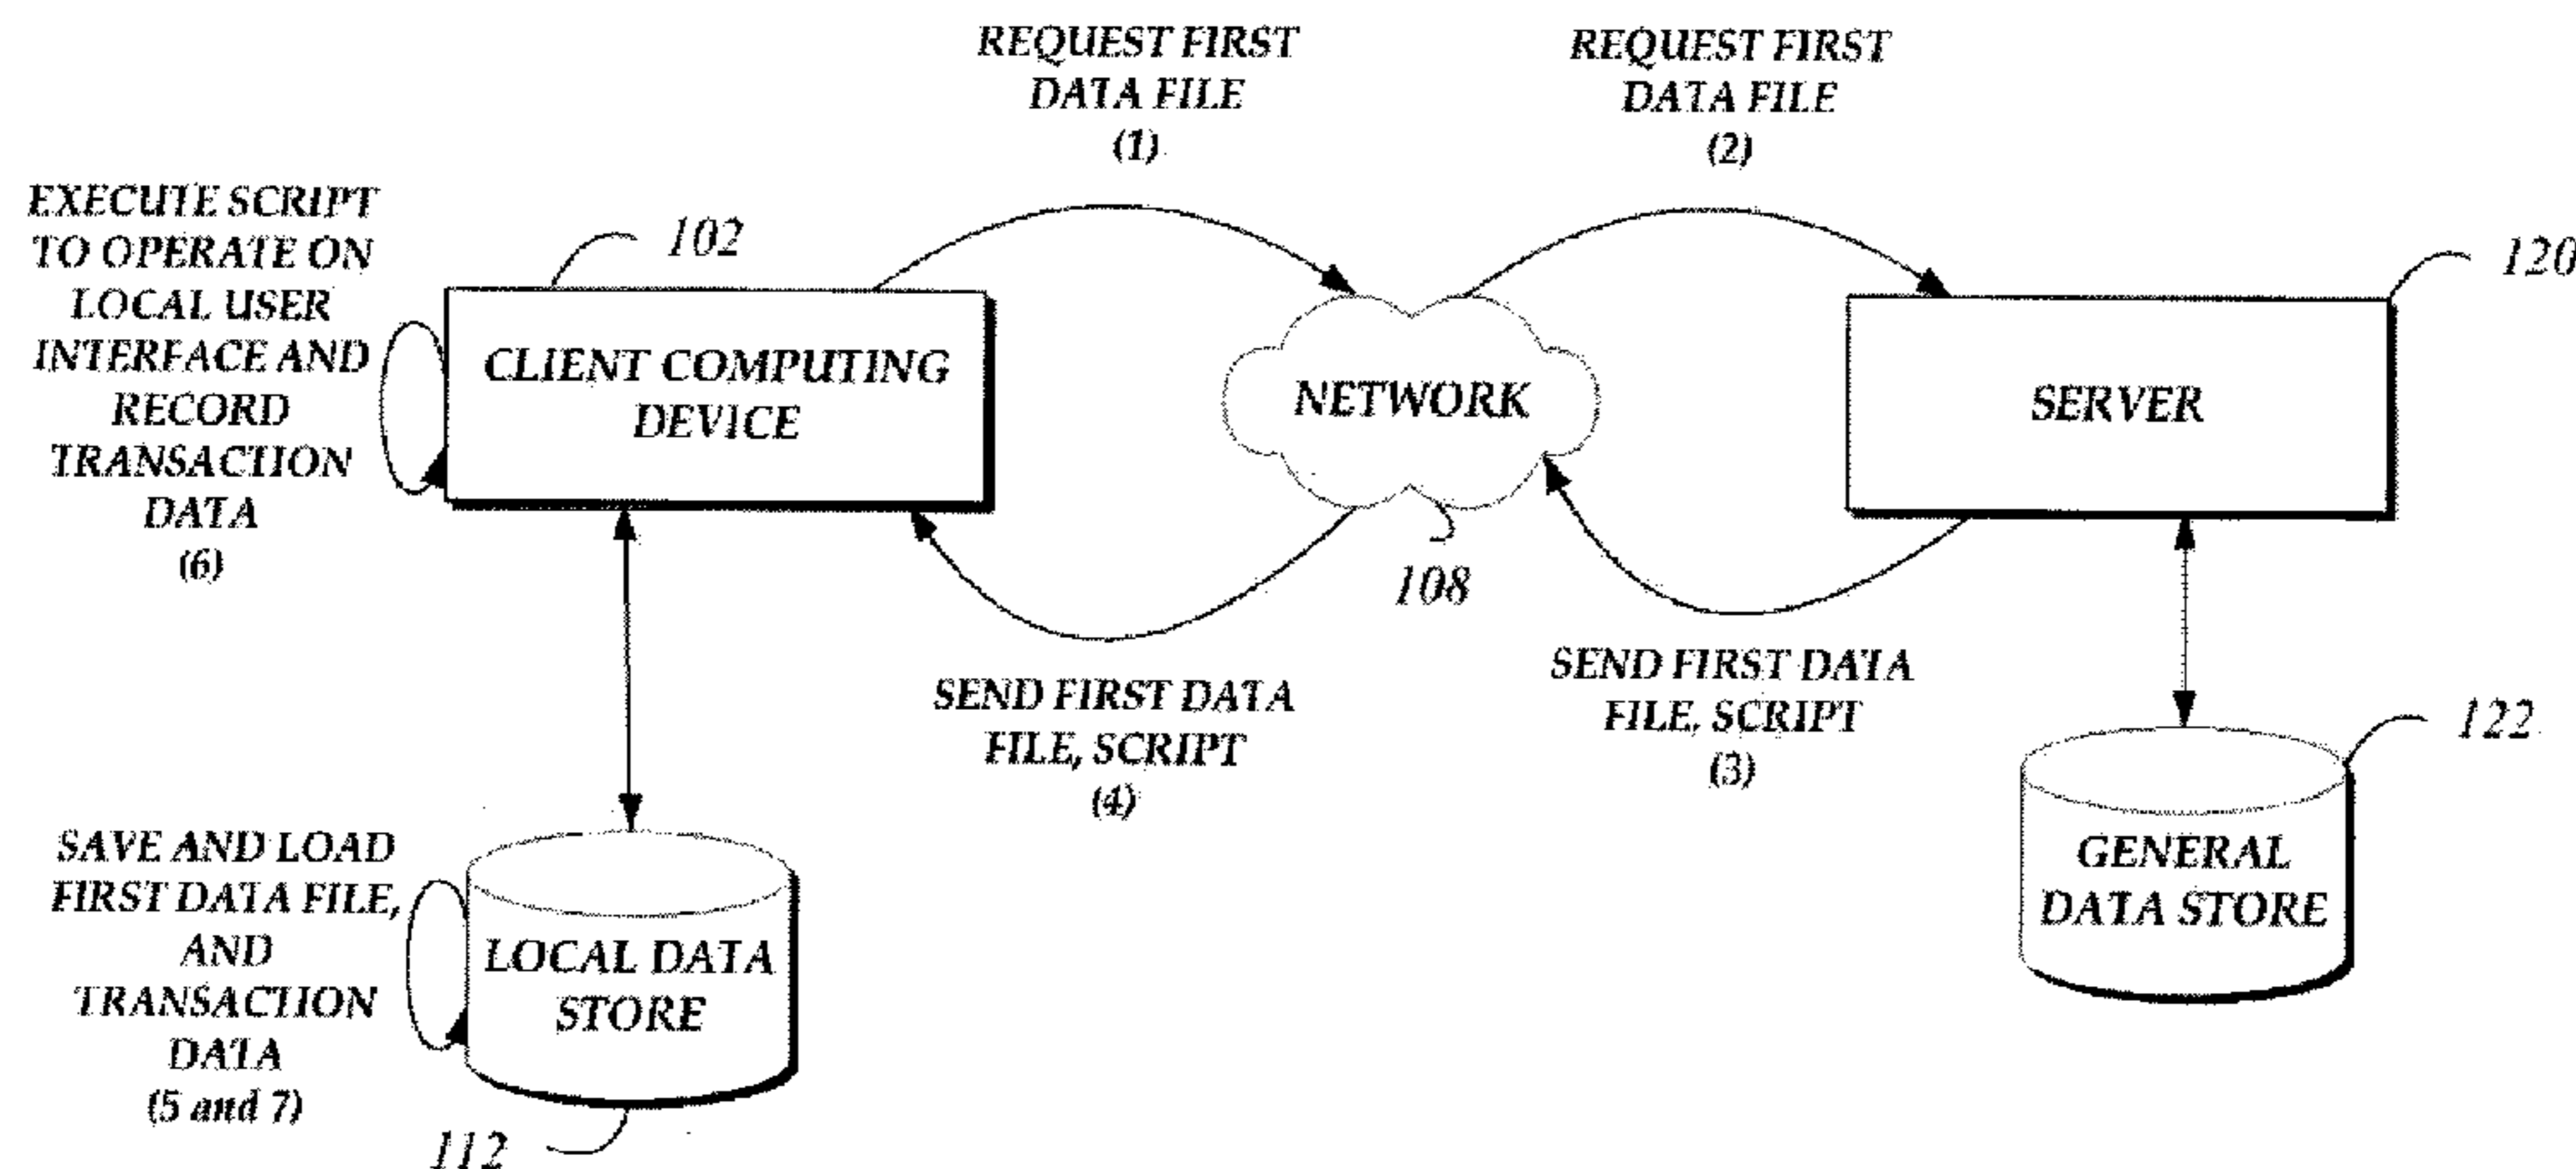 REQUEST FIRST
DATA FILE
(1)
REQUEST FIRST
DATA FILE
(2)
EXECUTE SCRIPT
TO OPERATE ON
LOCAL USER
INTERFACE AND
RECORD
TRANSACTION
DATA
(6)
102
CLIENT COMPUTING
DEVICE
NETWORK
108
120
SERVER
SEND FIRST DATA
FILE, SCRIPT
(4)
SEND FIRST DATA
FILE, SCRIPT
(3)
122
GENERAL
DATA STORE
SAVE AND LOAD
FIRST DATA FILE,
AND
TRANSACTION
DATA
(5 and 7)
LOCAL DATA
STORE
112